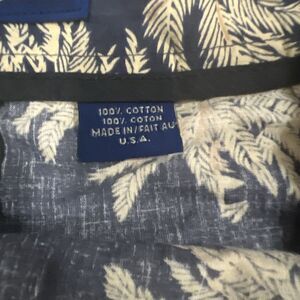 100% COTTON
100% COTON
MADE IN/FAIT AU
U.S.A.